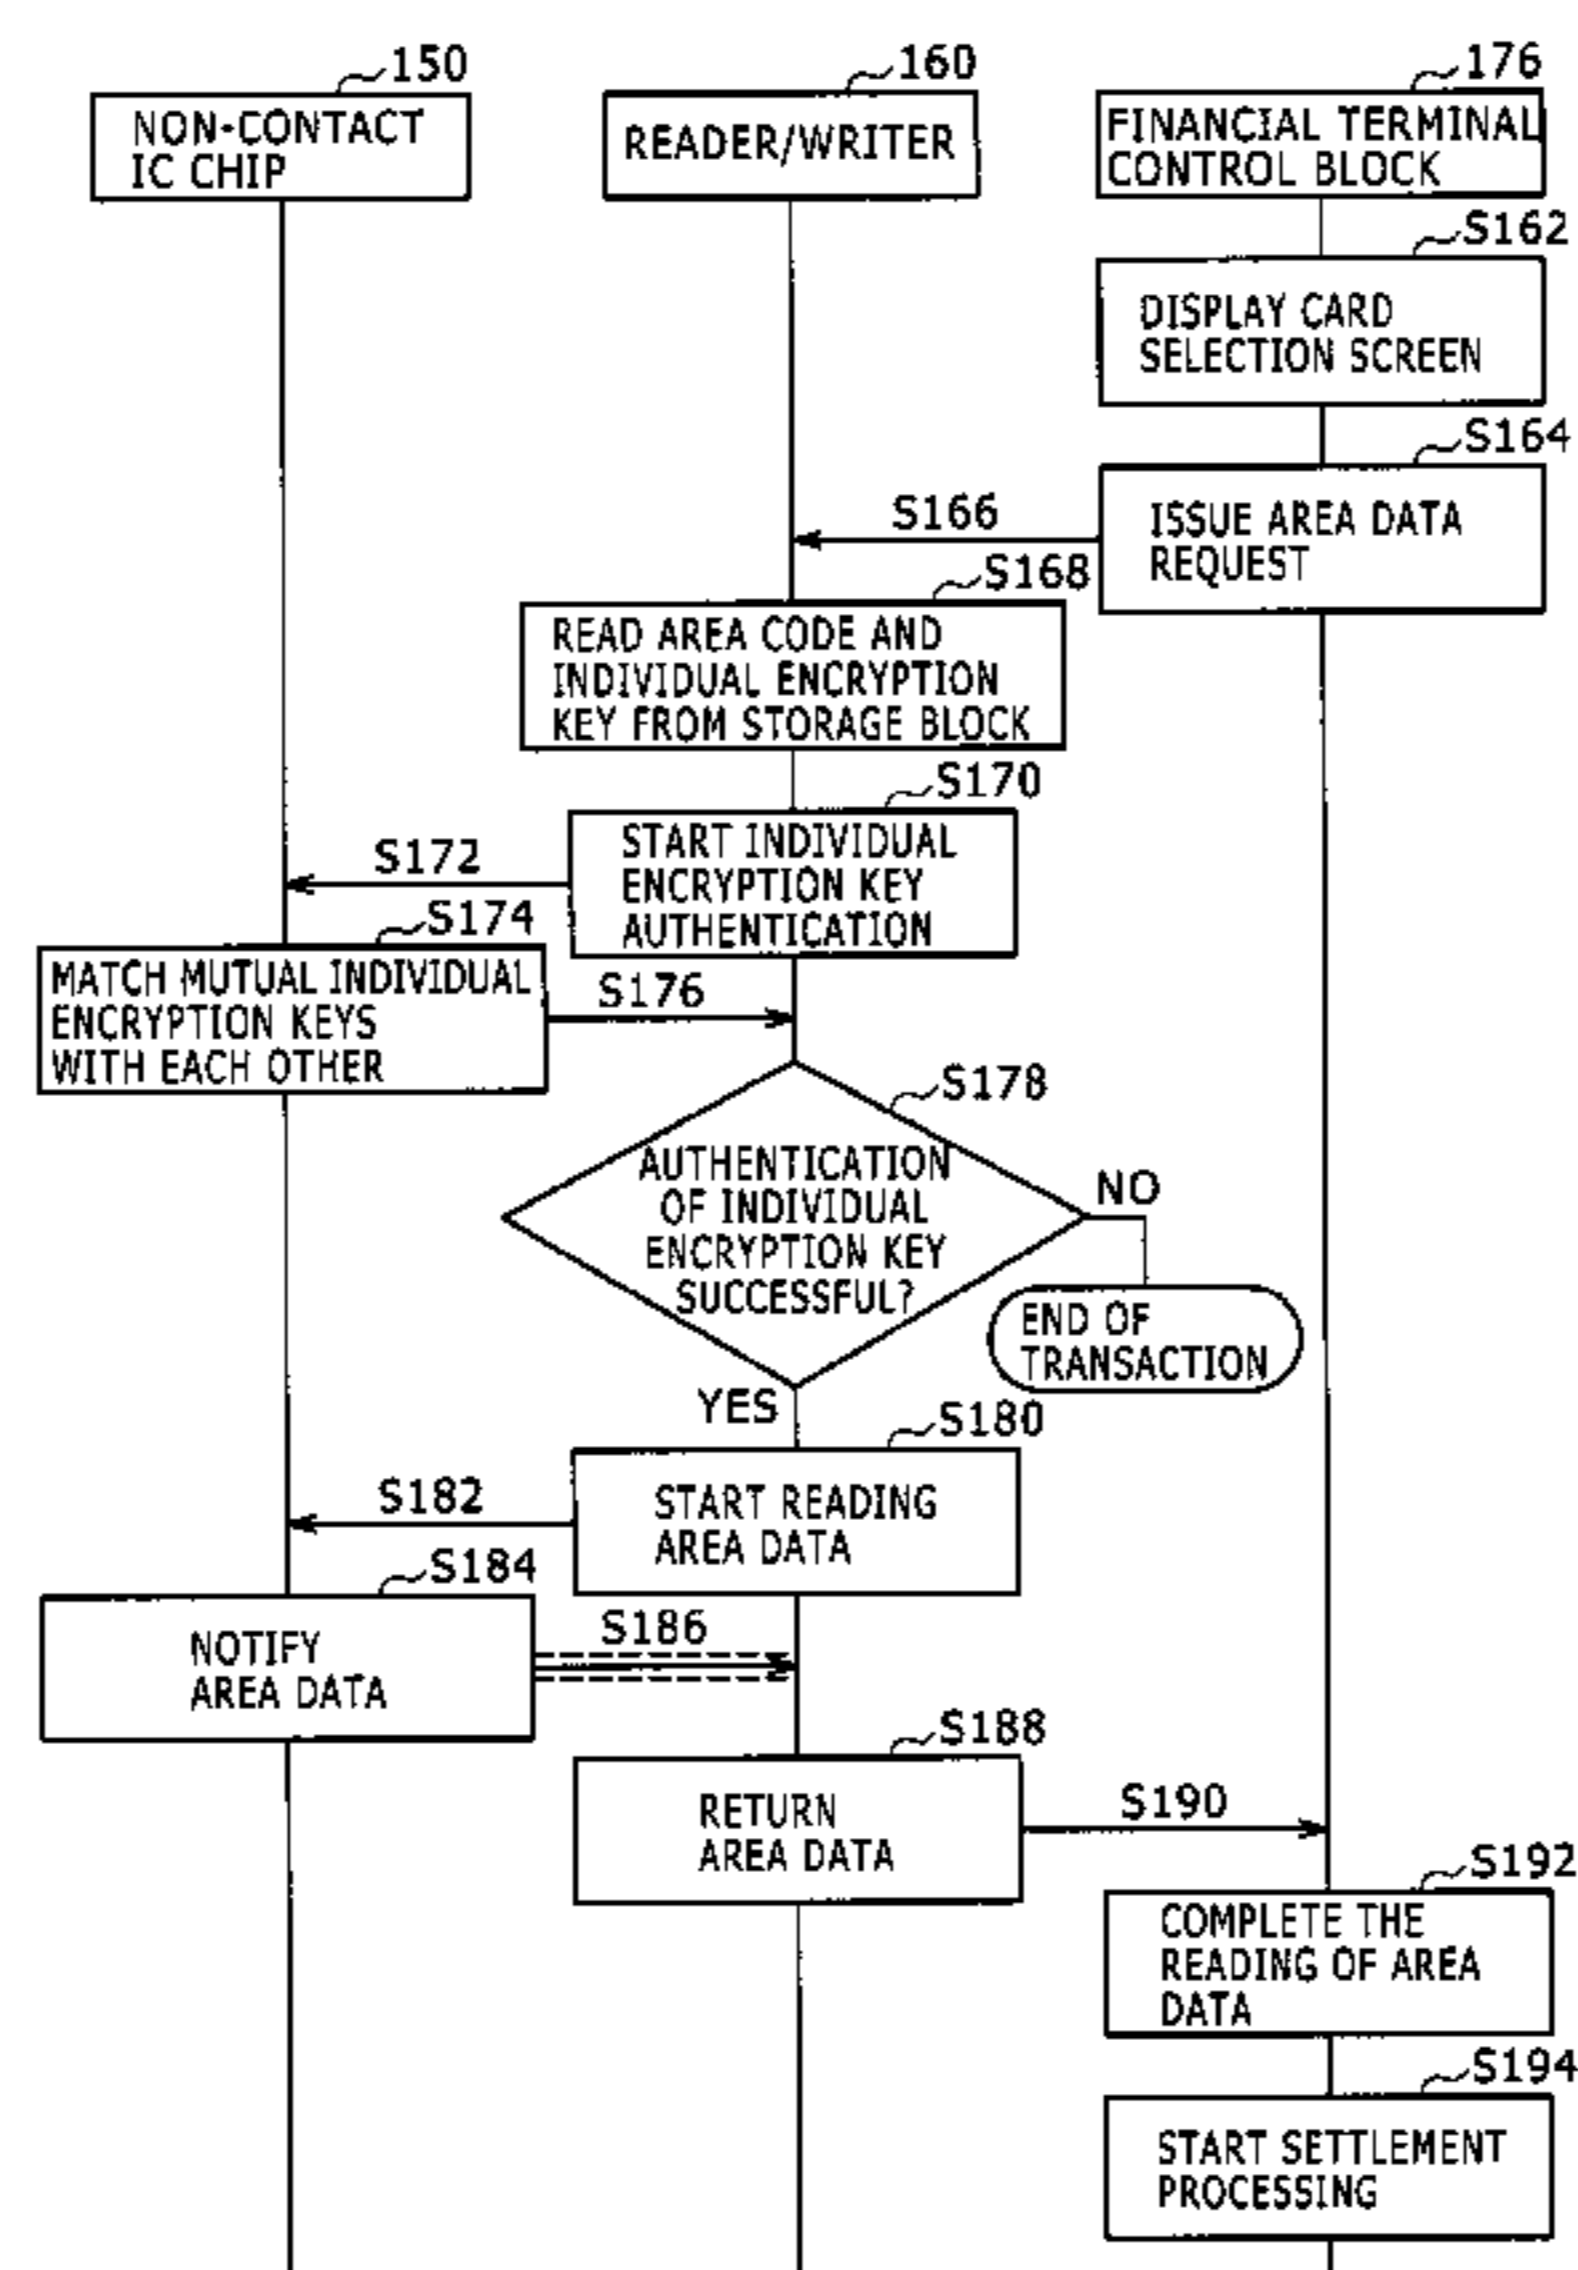 150
NON-CONTACT
IC CHIP
160
READER/WRITER
176
FINANCIAL TERMINAL
CONTROL BLOCK
S162
DISPLAY CARD
SELECTION SCREEN
S164
ISSUE AREA DATA
REQUEST
S166
S168
READ AREA CODE AND
INDIVIDUAL ENCRYPTION
KEY FROM STORAGE BLOCK
S170
START INDIVIDUAL
ENCRYPTION KEY
AUTHENTICATION
S172
S174
MATCH MUTUAL INDIVIDUAL
ENCRYPTION KEYS
WITH EACH OTHER
S176
S178
AUTHENTICATION
OF INDIVIDUAL
ENCRYPTION KEY
SUCCESSFUL?
NO
END OF
TRANSACTION
YES
S180
START READING
AREA DATA
S182
S184
NOTIFY
AREA DATA
S186
S188
RETURN
AREA DATA
S190
S192
COMPLETE THE
READING OF AREA
DATA
S194
START SETTLEMENT
PROCESSING